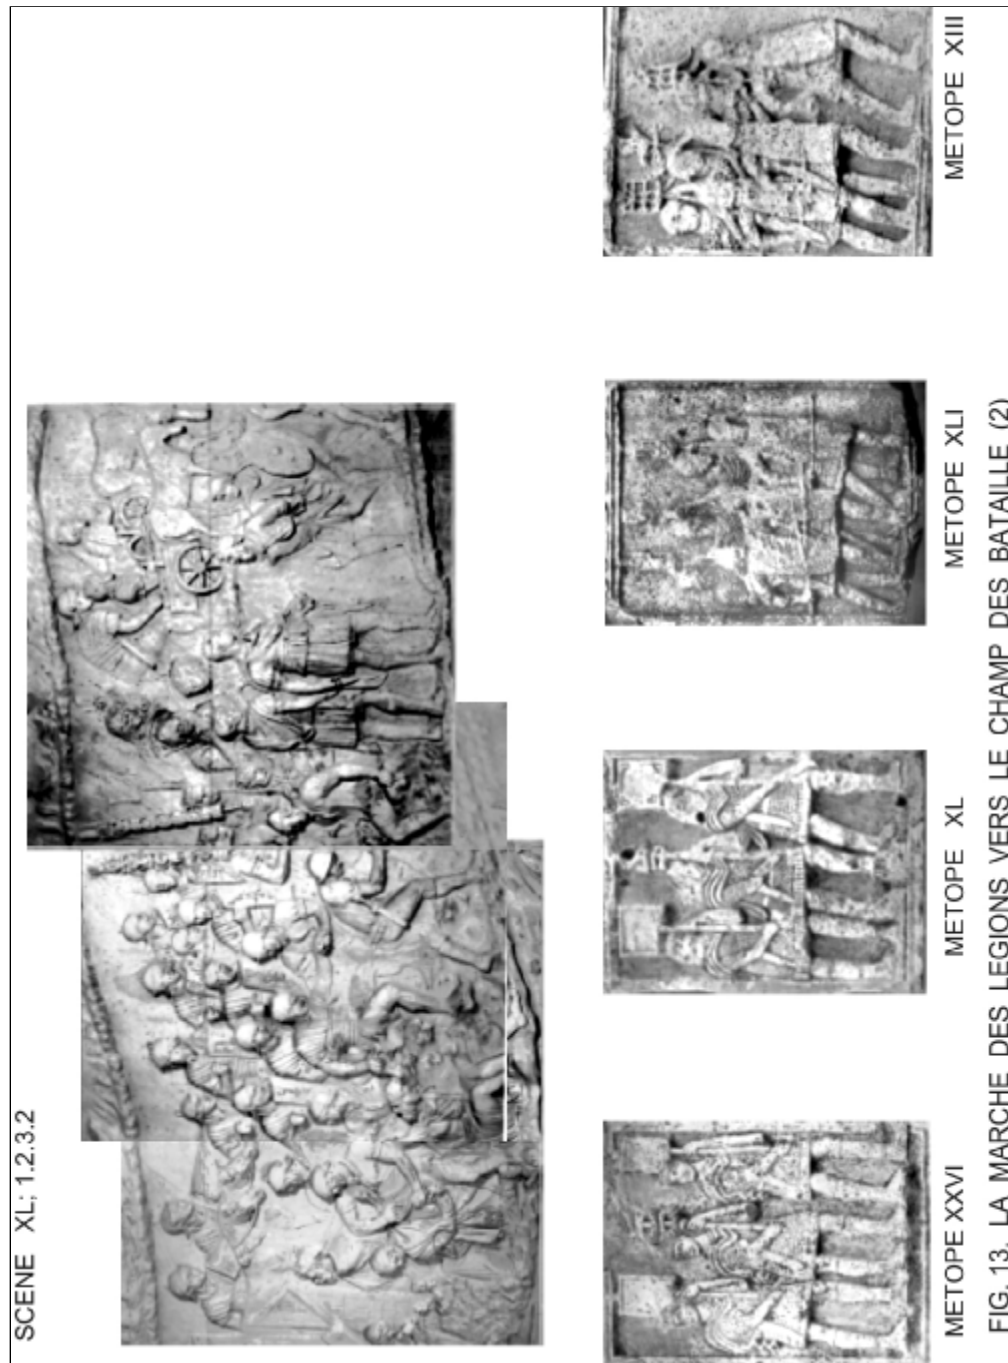 SCENE XL; 1.2.3.2
METOPE XXVI
METOPE XL
METOPE XLI
METOPE XIII
FIG. 13. LA MARCHE DES LEGIONS VERS LE CHAMP DES BATAILLE (2)